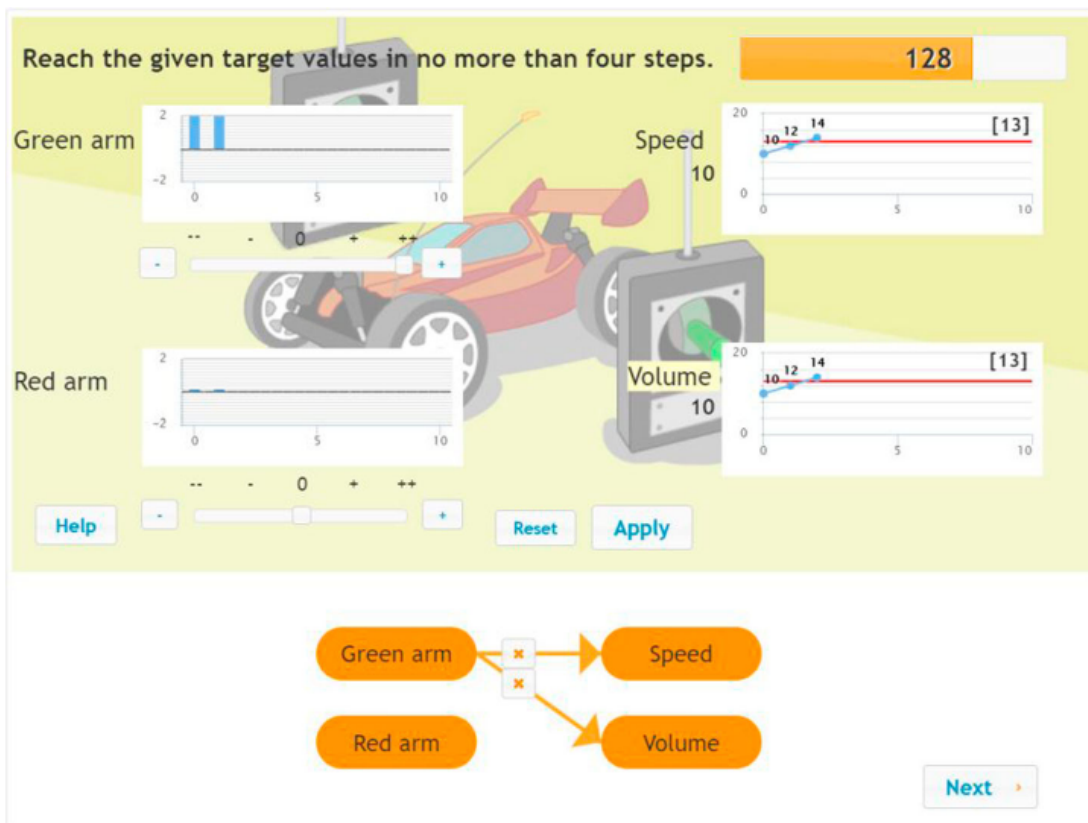 Reach the given target values in no more than four steps.
128
Green arm
2
-2
0 5 10
-- - 0 + ++
- +
Speed
10
20
0
10 12 14
[13]
0 5 10
Red arm
2
-2
0 5 10
-- - 0 + ++
- +
Volume
10
20
0
10 12 14
[13]
0 5 10
Help
Reset
Apply
Green arm
Speed
Red arm
Volume
Next